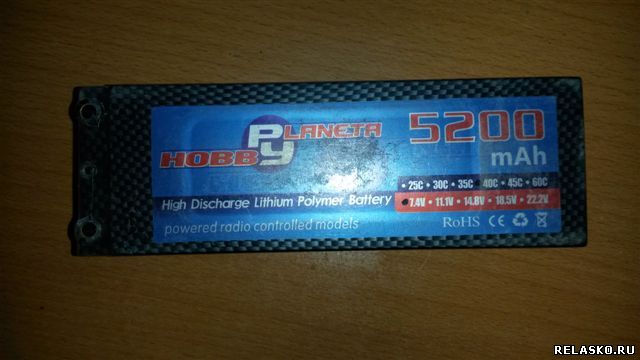 PLANETA
HOBBY
5200
mAh
• 25C • 30C • 35C • 40C • 45C • 60C
• 7.4V • 11.1V • 14.8V • 18.5V • 22.2V
High Discharge Lithium Polymer Battery
powered radio controlled models
RoHS CE
RELASKO.RU